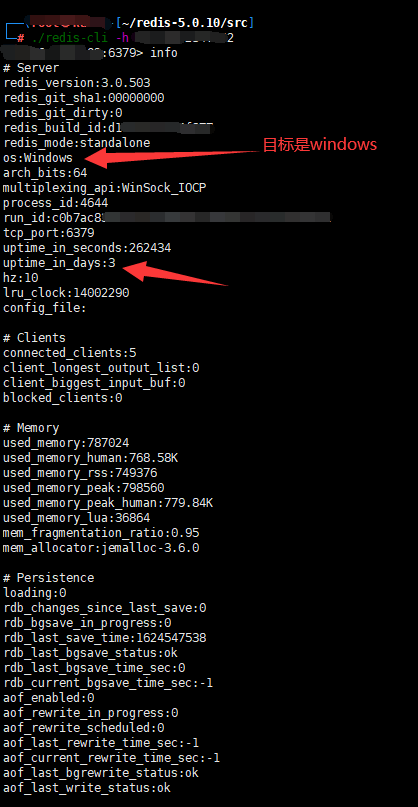 [~/redis-5.0.10/src]
# ./redis-cli -h 2
:6379> info
# Server
redis_version:3.0.503
redis_git_sha1:00000000
redis_git_dirty:0
redis_build_id:d1
redis_mode:standalone
目标是windows
os:Windows
arch_bits:64
multiplexing_api:WinSock_IOCP
process_id:4644
run_id:c0b7ac8
tcp_port:6379
uptime_in_seconds:262434
uptime_in_days:3
hz:10
lru_clock:14002290
config_file:
# Clients
connected_clients:5
client_longest_output_list:0
client_biggest_input_buf:0
blocked_clients:0
# Memory
used_memory:787024
used_memory_human:768.58K
used_memory_rss:749376
used_memory_peak:798560
used_memory_peak_human:779.84K
used_memory_lua:36864
mem_fragmentation_ratio:0.95
mem_allocator:jemalloc-3.6.0
# Persistence
loading:0
rdb_changes_since_last_save:0
rdb_bgsave_in_progress:0
rdb_last_save_time:1624547538
rdb_last_bgsave_status:ok
rdb_last_bgsave_time_sec:0
rdb_current_bgsave_time_sec:-1
aof_enabled:0
aof_rewrite_in_progress:0
aof_rewrite_scheduled:0
aof_last_rewrite_time_sec:-1
aof_current_rewrite_time_sec:-1
aof_last_bgrewrite_status:ok
aof_last_write_status:ok